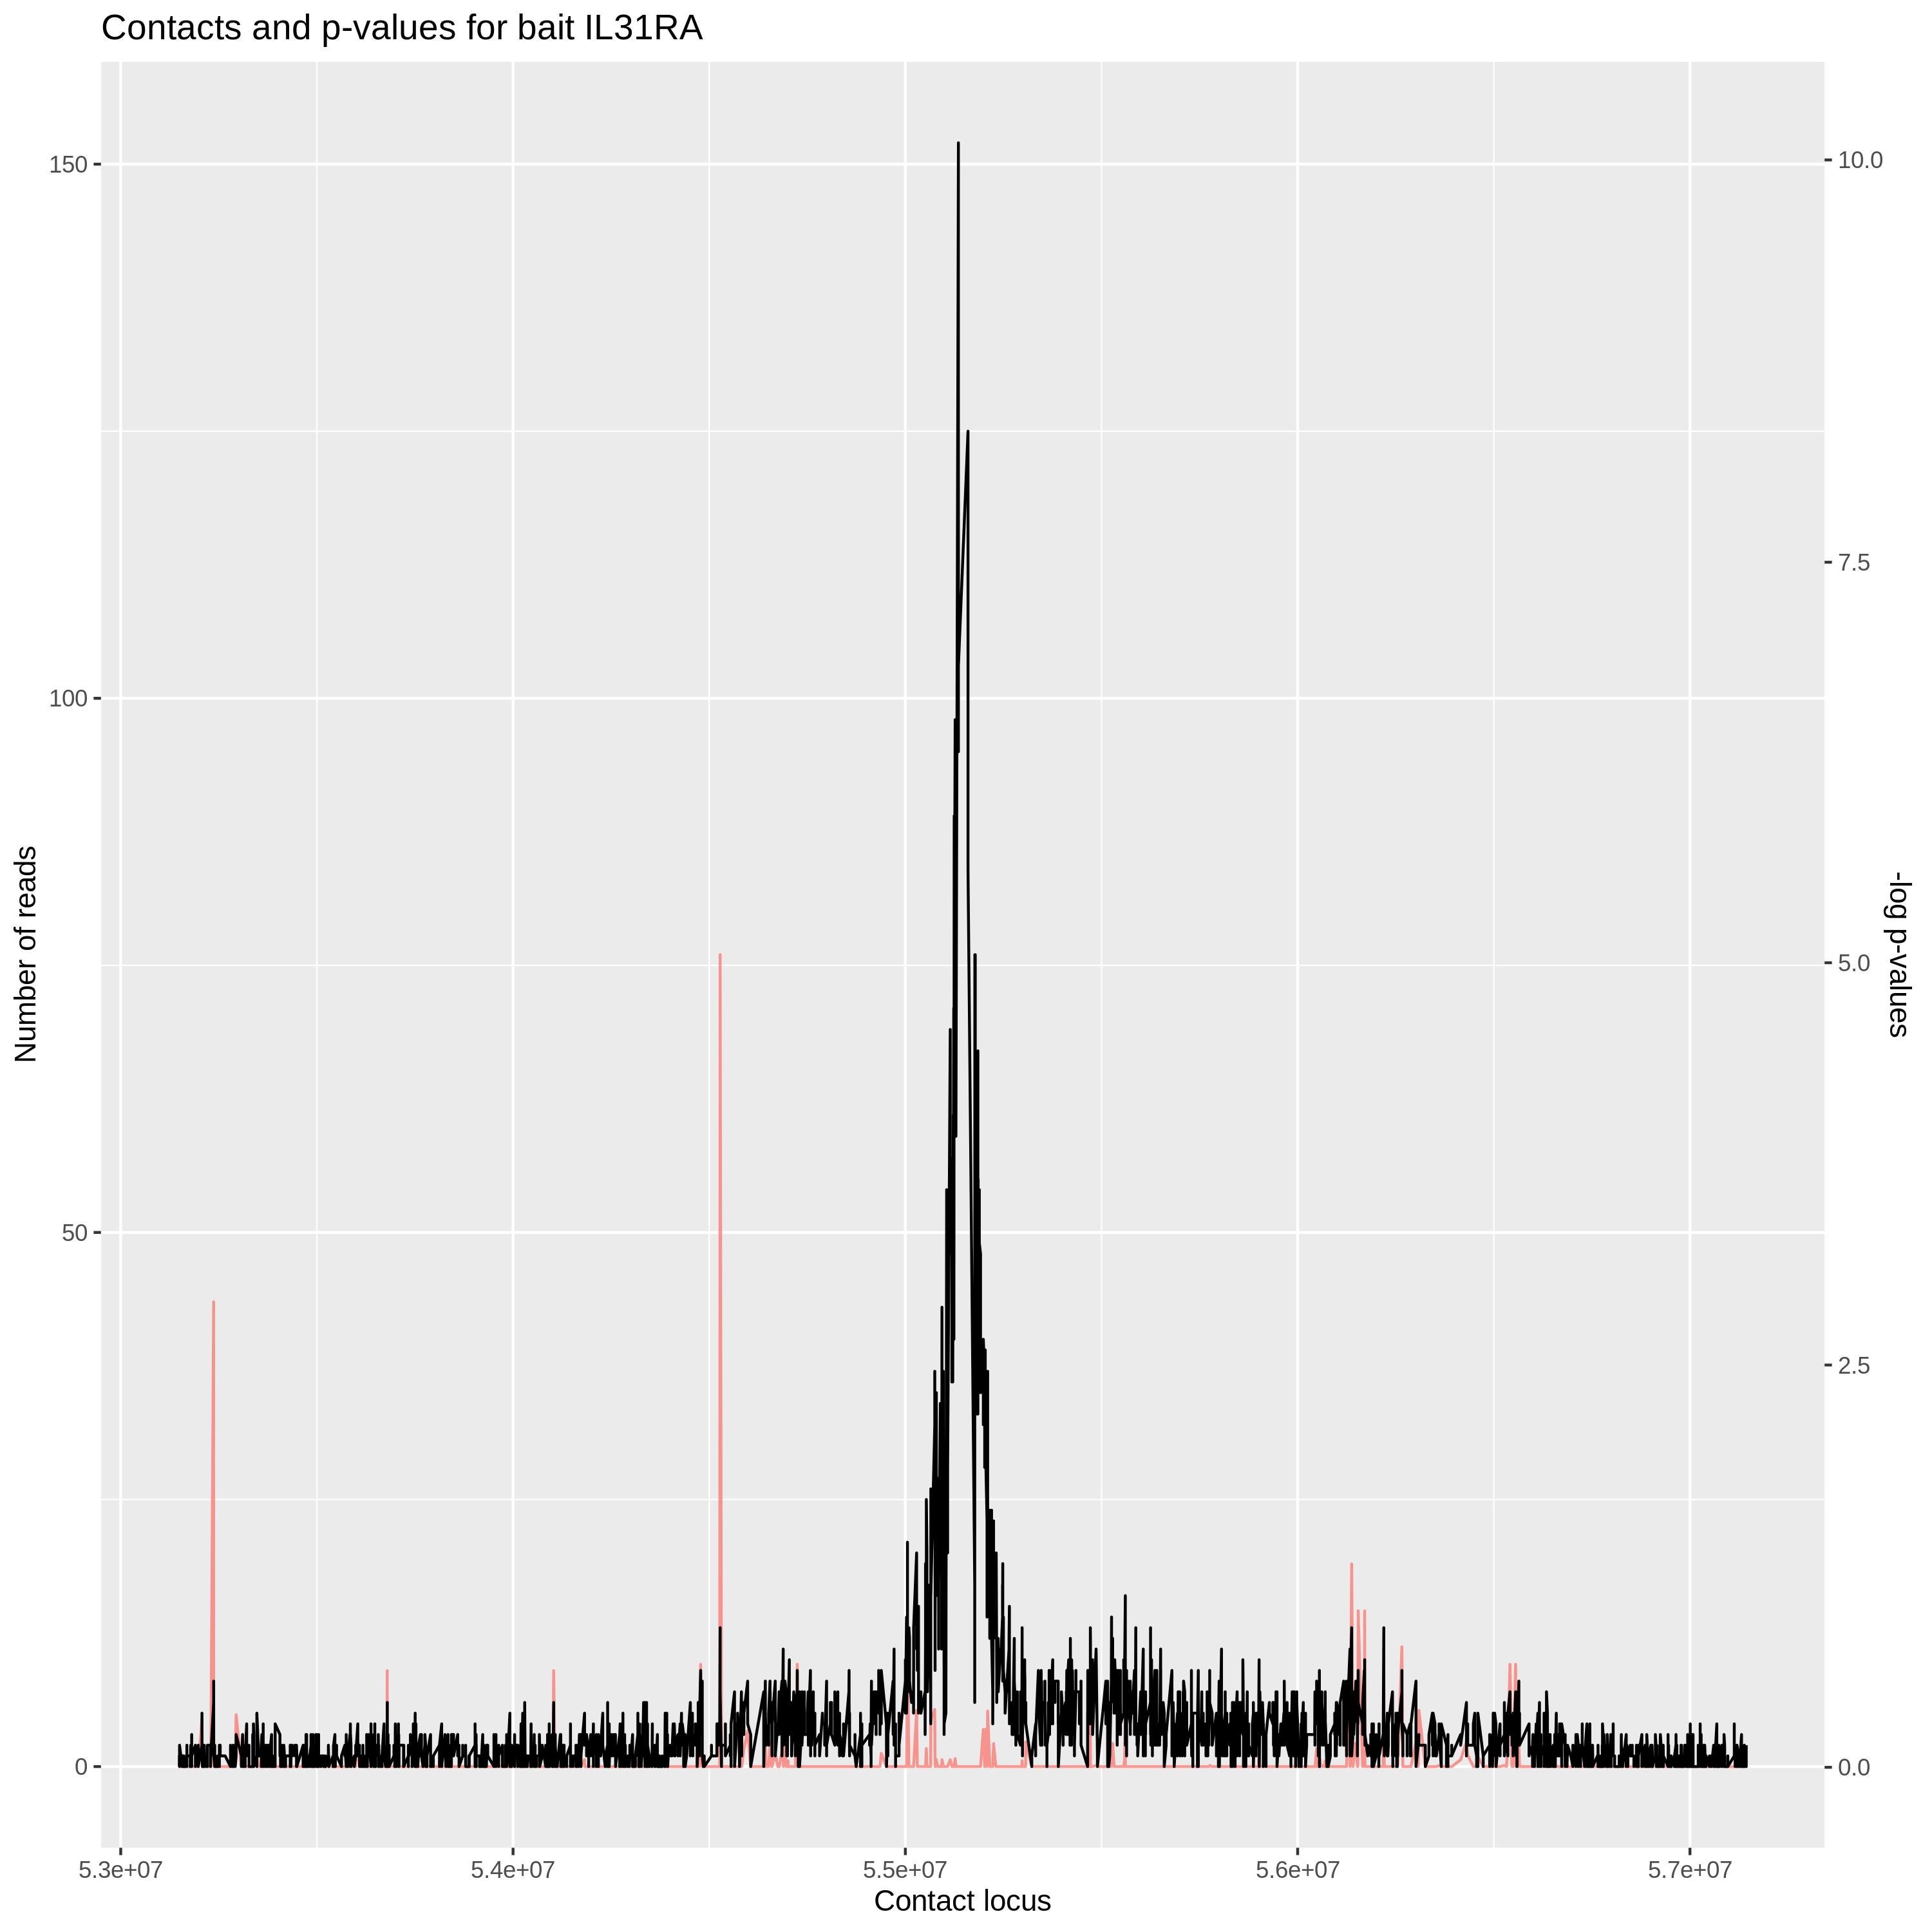 Contacts and p-values for bait IL31RA
150
100
50
0
Number of reads
10.0
7.5
5.0
2.5
0.0
-log p-values
5.3e+07
5.4e+07
5.5e+07
5.6e+07
5.7e+07
Contact locus